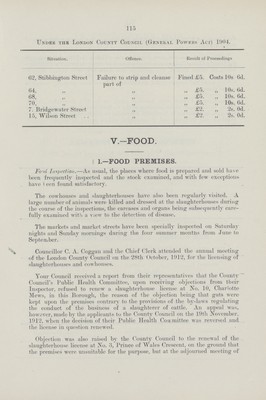 115
UNDER THE LONDON COUNTY COUNCIL (GENERAL POWERS ACT) 1904.
Situation. Offence. Result of Proceedings
62, Stibbington Street Failure to strip and cleanse part of Fined £5. Costs 10s. 6d.
64, „ „ „ £5. „ 10s. 6d.
68, „ „ „ £5. „ 10s. 6d.
70, „ „ „ £5. „ 10s. 6d.
7. Bridgewater Street „ „ £2. „ 2s. 0d.
15, Wilson Street „ „ £2. „ 2s. 0d.
V.—FOOD.
1.—FOOD PREMISES.
Food Inspection.—As usual, the places where food is prepared and sold have
been frequently inspected and the stock examined, and with few exceptions
have been found satisfactory.
The cowhouses and slaughterhouses have also been regularly visited. A
large number of animals were killed and dressed at the slaughterhouses during
the course of the inspections, the carcases and organs being subsequently care-
fully examined with a view to the detection of disease.
The markets and market streets have been specially inspected on Saturday
nights and Sunday mornings during the four summer months from June to
September.
Councillor C. A. Coggan and the Chief Clerk attended the annual meeting
of the London County Council on the 29th October, 1912, for the licensing of
slaughterhouses and cowhouses.
Your Council received a report from their representatives that the County
Council's Public Health Committee, upon receiving objections from their
Inspector, refused to renew a slaughterhouse license at No. 10, Charlotte
Mews, in this Borough, the reason of the objection being that guts were
kept upon the premises contrary to the provisions of the by-laws regulating
the conduct of the business of a slaughterer of cattle. An appeal was,
however, made by the applicants to the County Council on the 19th November,
1912, when the decision of their Public Health Committee was reversed and
the license in question renewed.
Objection was also raised by the County Council to the renewal of the
slaughterhouse license at No. 3, Prince of Wales Crescent, on the ground that
the premises were unsuitable for the purpose, but at the adjourned meeting of